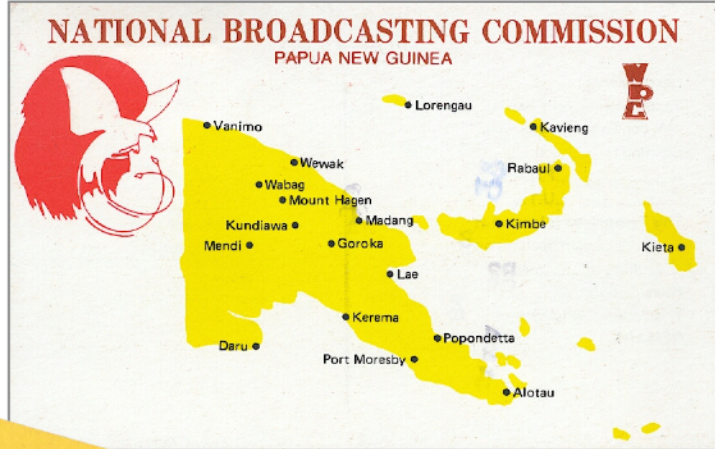 NATIONAL BROADCASTING COMMISSION
PAPUA NEW GUINEA
Lorengau
Vanimo
Kavieng
Wewak
Rabaul
Wabag
Mount Hagen
Madang
Kundiawa
Kimbe
Mendi
Goroka
Kieta
Lae
Kerema
Popondetta
Daru
Port Moresby
Alotau